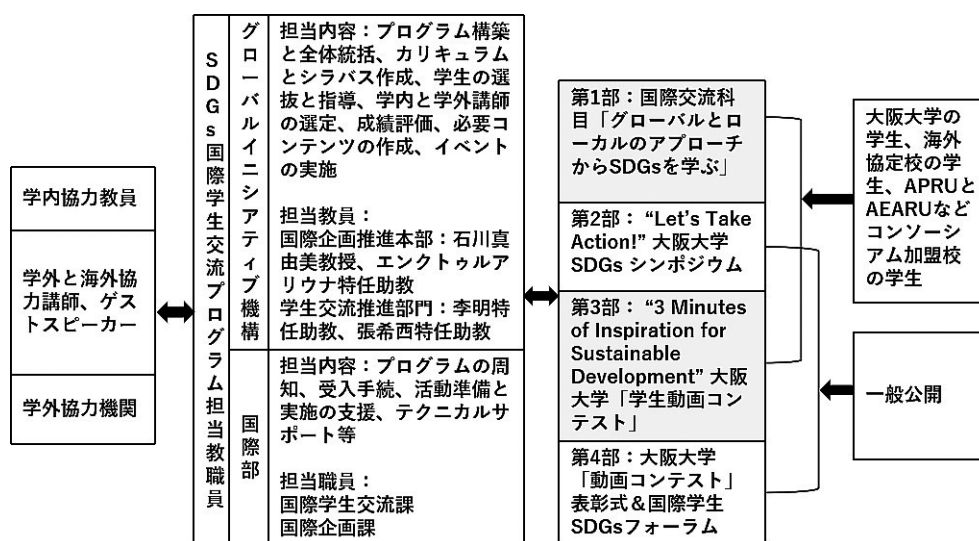 学内協力教員
学外と海外協
力講師、ゲス
トスピーカー
学外協力機関
SDGs国際学生交流プログラム担当教職員
グローバルイニシアティブ機構
担当内容：プログラム構築
と全体統括、カリキュラム
とシラバス作成、学生の選
抜と指導、学内と学外講師
の選定、成績評価、必要コ
ンテンツの作成、イベント
の実施
担当教員：
国際企画推進本部：石川真
由美教授、エンクトゥルア
リウナ特任助教
学生交流推進部門：李明特
任助教、張希西特任助教
国際部
担当内容：プログラムの周
知、受入手続、活動準備と
実施の支援、テクニカルサ
ポート等
担当職員：
国際学生交流課
国際企画課
第1部：国際交流科
目「グローバルとロ
ーカルのアプローチ
からSDGsを学ぶ」
第2部： “Let’s Take
Action!” 大阪大学
SDGs シンポジウム
第3部： “3 Minutes
of Inspiration for
Sustainable
Development” 大阪
大学「学生動画コン
テスト」
第4部：大阪大学
「動画コンテスト」
表彰式＆国際学生
SDGsフォーラム
大阪大学の
学生、海外
協定校の学
生、APRUと
AEARUなど
コンソーシ
アム加盟校
の学生
一般公開